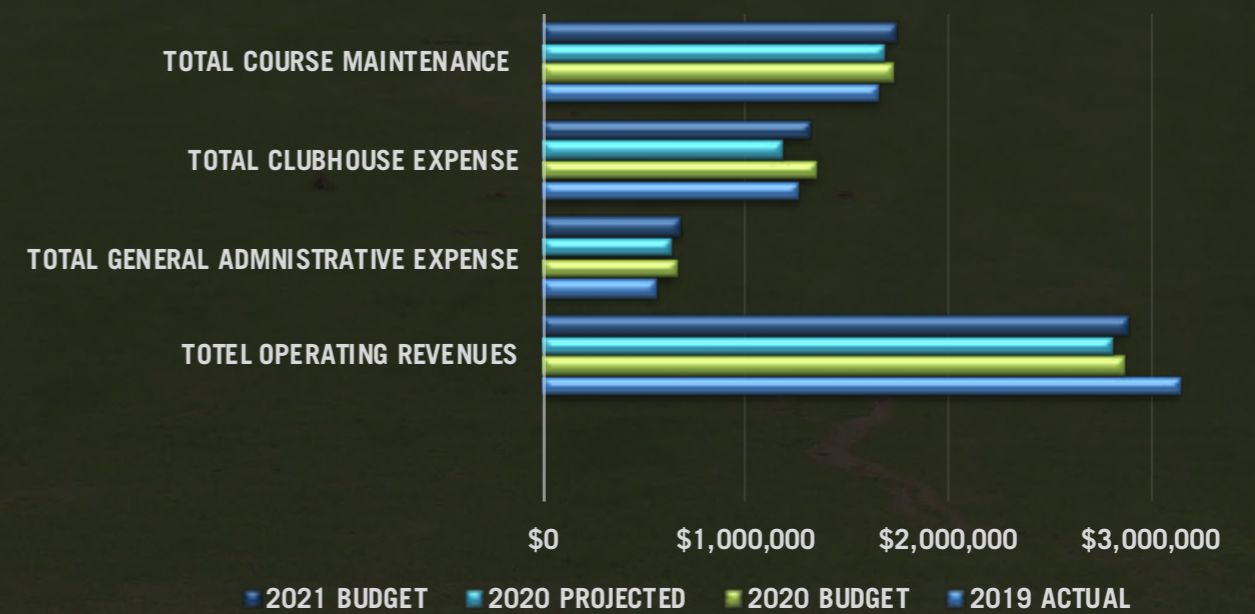 TOTAL COURSE MAINTENANCE
TOTAL CLUBHOUSE EXPENSE
TOTAL GENERAL ADMNISTRATIVE EXPENSE
TOTEL OPERATING REVENUES
$0 $1,000,000 $2,000,000 $3,000,000
2021 BUDGET 2020 PROJECTED 2020 BUDGET 2019 ACTUAL